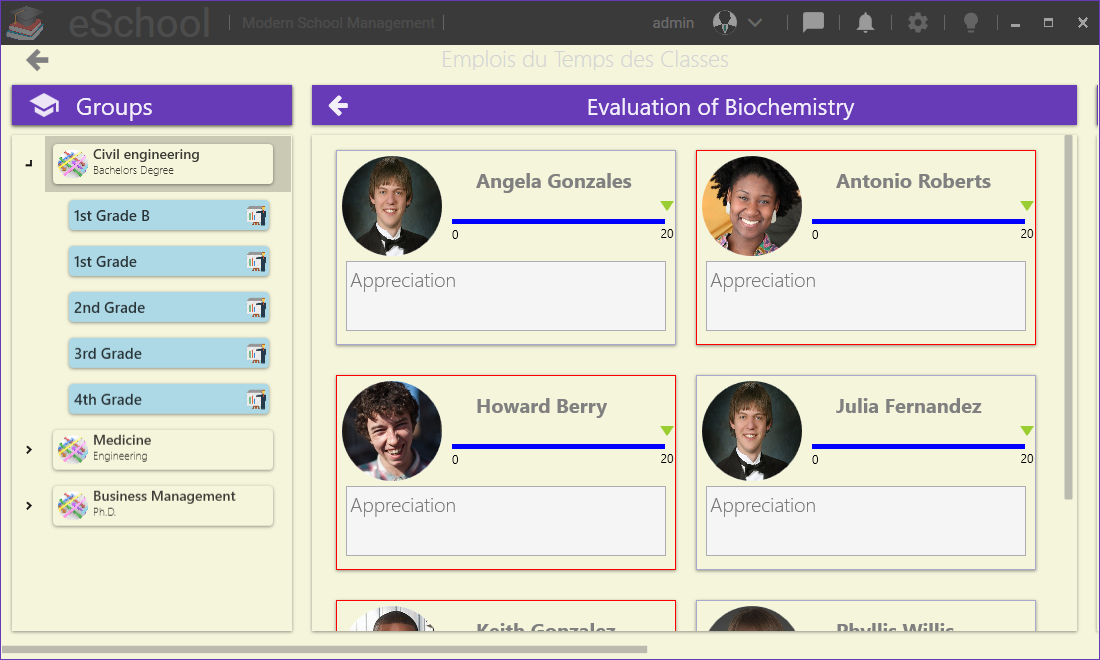 eSchool
Modern School Management
admin
Emplois du Temps des Classes
Groups
Evaluation of Biochemistry
Civil engineering
Bachelors Degree
1st Grade B
1st Grade
2nd Grade
3rd Grade
4th Grade
Medicine
Engineering
Business Management
Ph.D.
Angela Gonzales
0 20
Appreciation
Antonio Roberts
0 20
Appreciation
Howard Berry
0 20
Appreciation
Julia Fernandez
0 20
Appreciation
Keith Gonzalez
Phyllis Willis